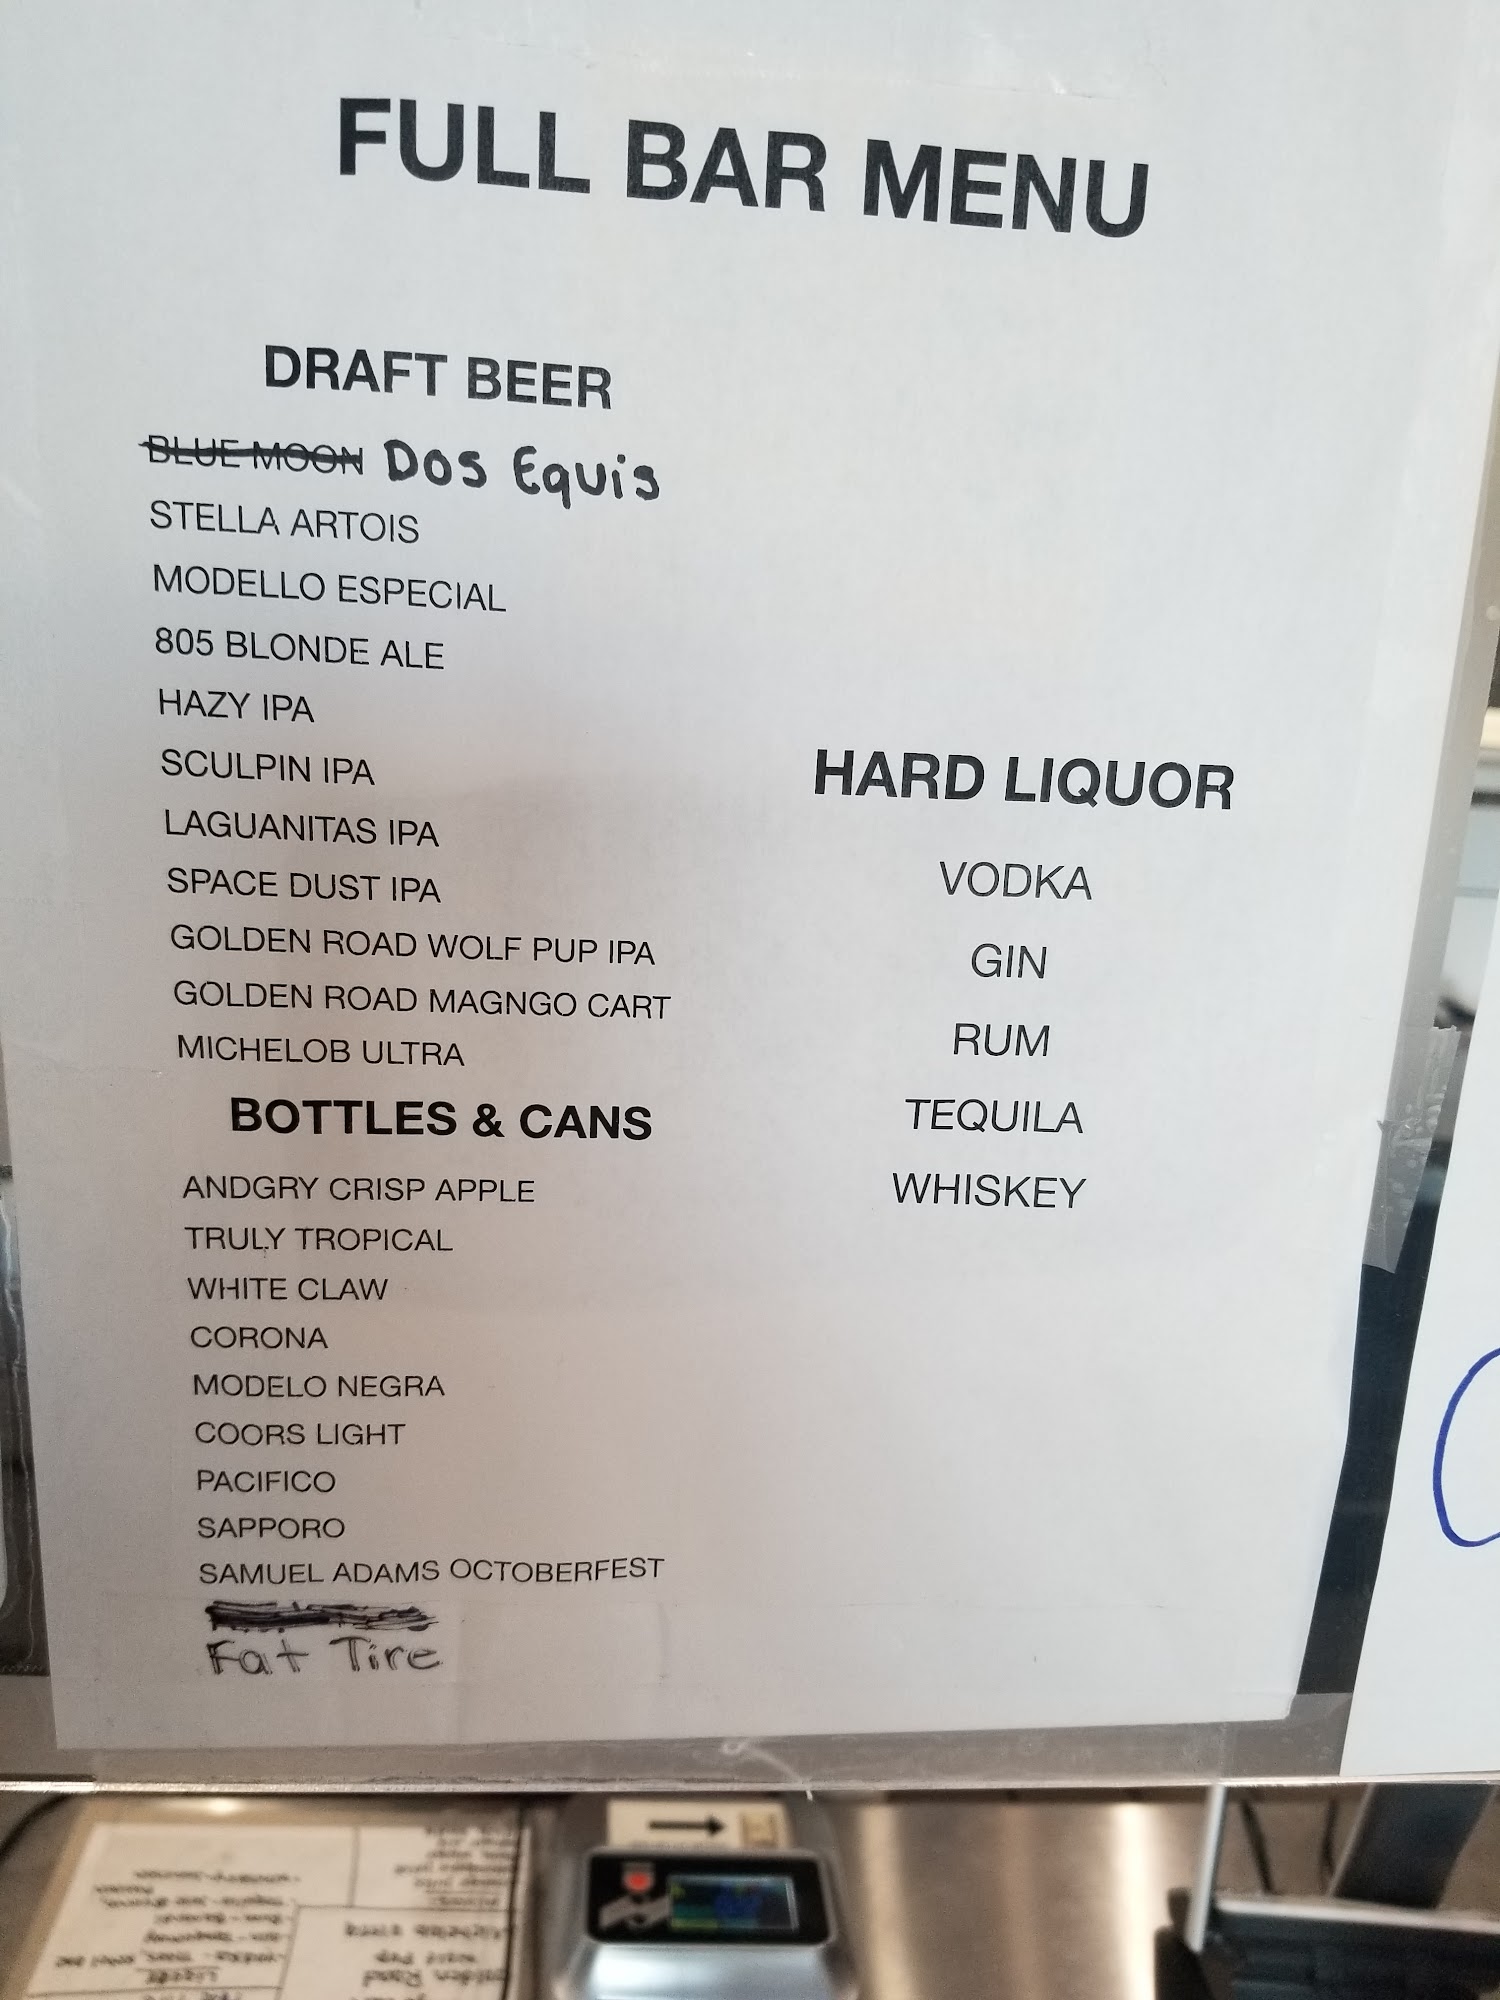 FULL BAR MENU
DRAFT BEER
BLUE MOON Dos Equis
STELLA ARTOIS
MODELLO ESPECIAL
805 BLONDE ALE
HAZY IPA
SCULPIN IPA
LAGUANITAS IPA
SPACE DUST IPA
GOLDEN ROAD WOLF PUP IPA
GOLDEN ROAD MAGNGO CART
MICHELOB ULTRA
BOTTLES & CANS
ANDGRY CRISP APPLE
TRULY TROPICAL
WHITE CLAW
CORONA
MODELO NEGRA
COORS LIGHT
PACIFICO
SAPPORO
SAMUEL ADAMS OCTOBERFEST
Fat Tire
HARD LIQUOR
VODKA
GIN
RUM
TEQUILA
WHISKEY